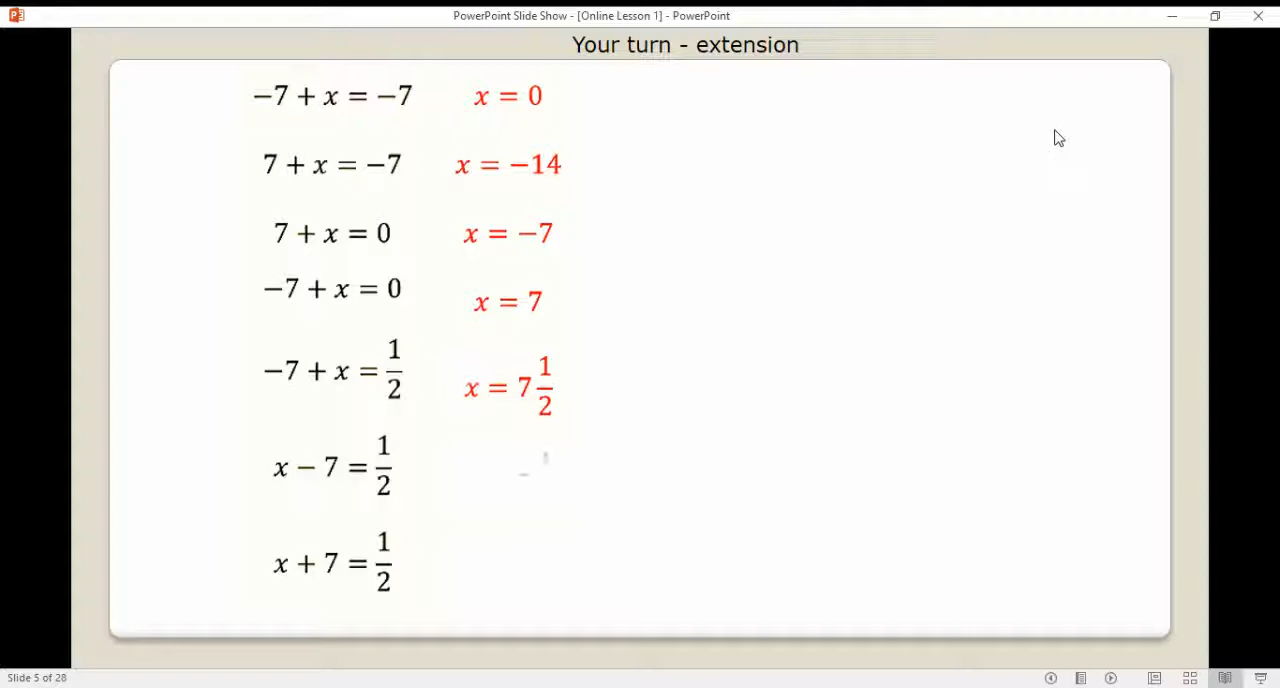 PowerPoint Slide Show - [Online Lesson 1] - PowerPoint
Your turn - extension
−7 + x = −7 x = 0
7 + x = −7 x = −14
7 + x = 0 x = −7
−7 + x = 0 x = 7
−7 + x = 1/2 x = 7 1/2
x − 7 = 1/2
x + 7 = 1/2
Slide 5 of 28